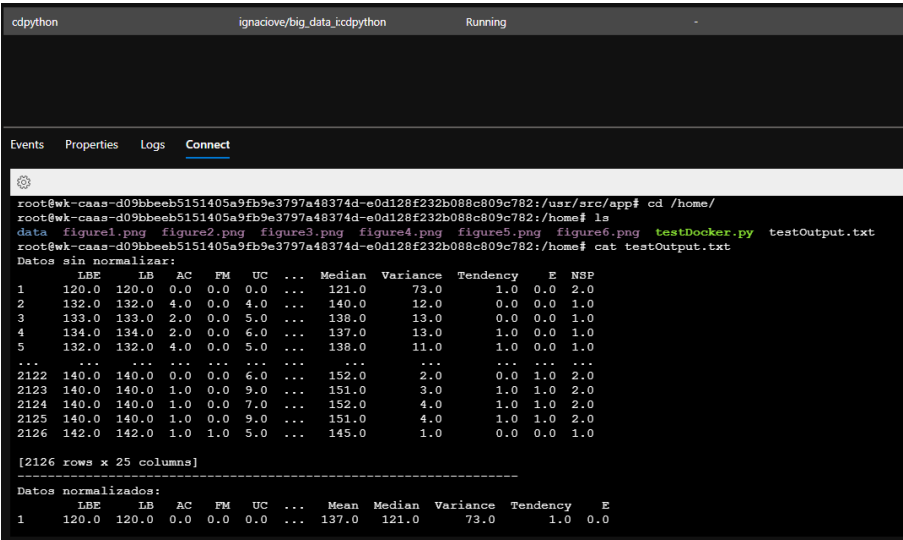 cdpython ignaciove/big_data_i:cdpython Running -
Events Properties Logs Connect
root@wk-caas-d09bbeeb5151405a9fb9e3797a48374d-e0d128f232b088c809c782:/usr/src/app# cd /home/
root@wk-caas-d09bbeeb5151405a9fb9e3797a48374d-e0d128f232b088c809c782:/home# ls
data figure1.png figure2.png figure3.png figure4.png figure5.png figure6.png testDocker.py testOutput.txt
root@wk-caas-d09bbeeb5151405a9fb9e3797a48374d-e0d128f232b088c809c782:/home# cat testOutput.txt
Datos sin normalizar:
LBE LB AC FM UC ... Median Variance Tendency E NSP
1 120.0 120.0 0.0 0.0 0.0 ... 121.0 73.0 1.0 0.0 2.0
2 132.0 132.0 4.0 0.0 4.0 ... 140.0 12.0 0.0 0.0 1.0
3 133.0 133.0 2.0 0.0 5.0 ... 138.0 13.0 0.0 0.0 1.0
4 134.0 134.0 2.0 0.0 6.0 ... 137.0 13.0 1.0 0.0 1.0
5 132.0 132.0 4.0 0.0 5.0 ... 138.0 11.0 1.0 0.0 1.0
... ... ... ... ... ... ... ... ... ... ... ...
2122 140.0 140.0 0.0 0.0 6.0 ... 152.0 2.0 0.0 1.0 2.0
2123 140.0 140.0 1.0 0.0 9.0 ... 151.0 3.0 1.0 1.0 2.0
2124 140.0 140.0 1.0 0.0 7.0 ... 152.0 4.0 1.0 1.0 2.0
2125 140.0 140.0 1.0 0.0 9.0 ... 151.0 4.0 1.0 1.0 2.0
2126 142.0 142.0 1.0 1.0 5.0 ... 145.0 1.0 0.0 0.0 1.0
[2126 rows x 25 columns]
----------------------------------------------------------------------
Datos normalizados:
LBE LB AC FM UC ... Mean Median Variance Tendency E
1 120.0 120.0 0.0 0.0 0.0 ... 137.0 121.0 73.0 1.0 0.0